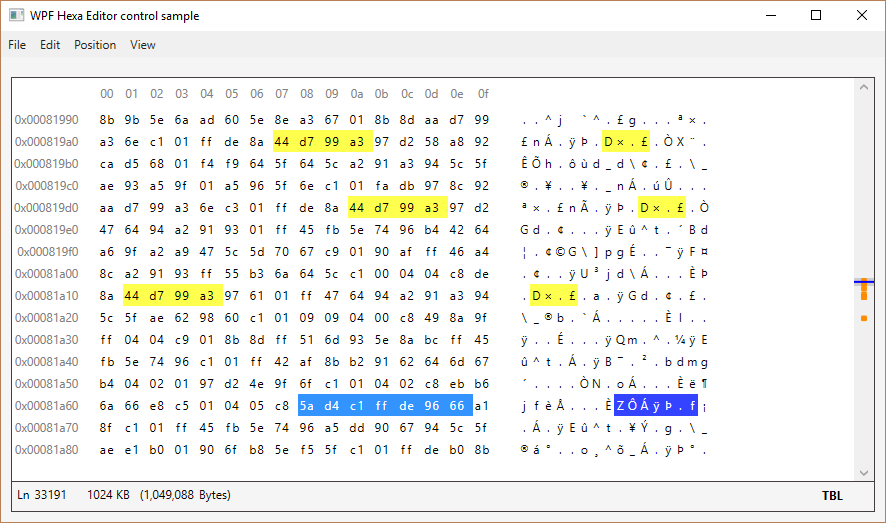 WPF Hexa Editor control sample
File Edit Position View
00 01 02 03 04 05 06 07 08 09 0a 0b 0c 0d 0e 0f
0x00081990 8b 9b 5e 6a ad 60 5e 8e a3 67 01 8b 8d aa d7 99 . . ^ j ­ ` ^ . £ g . . . ª × .
0x000819a0 a3 6e c1 01 ff de 8a 44 d7 99 a3 97 d2 58 a8 92 £ n Á . ÿ Þ . D × . £ . Ò X ¨ .
0x000819b0 ca d5 68 01 f4 f9 64 5f 64 5c a2 91 a3 94 5c 5f Ê Õ h . ô ù d _ d \ ¢ . £ . \ _
0x000819c0 ae 93 a5 9f 01 a5 96 5f 6e c1 01 fa db 97 8c 92 ® . ¥ . . ¥ . _ n Á . ú Û . . .
0x000819d0 aa d7 99 a3 6e c3 01 ff de 8a 44 d7 99 a3 97 d2 ª × . £ n Ã . ÿ Þ . D × . £ . Ò
0x000819e0 47 64 94 a2 91 93 01 ff 45 fb 5e 74 96 b4 42 64 G d . ¢ . . . ÿ E û ^ t . ´ B d
0x000819f0 a6 9f a2 a9 47 5c 5d 70 67 c9 01 90 af ff 46 a4 ¦ . ¢ © G \ ] p g É . . ¯ ÿ F ¤
0x00081a00 8c a2 91 93 ff 55 b3 6a 64 5c c1 00 04 04 c8 de . ¢ . . ÿ U ³ j d \ Á . . . È Þ
0x00081a10 8a 44 d7 99 a3 97 61 01 ff 47 64 94 a2 91 a3 94 . D × . £ . a . ÿ G d . ¢ . £ .
0x00081a20 5c 5f ae 62 98 60 c1 01 09 09 04 00 c8 49 8a 9f \ _ ® b . ` Á . . . . . È I . .
0x00081a30 ff 04 04 c9 01 8b 8d ff 51 6d 93 5e 8a bc ff 45 ÿ . . É . . . ÿ Q m . ^ . ¼ ÿ E
0x00081a40 fb 5e 74 96 c1 01 ff 42 af 8b b2 91 62 64 6d 67 û ^ t . Á . ÿ B ¯ . ² . b d m g
0x00081a50 b4 04 02 01 97 d2 4e 9f 6f c1 01 04 02 c8 eb b6 ´ . . . . Ò N . o Á . . . È ë ¶
0x00081a60 6a 66 e8 c5 01 04 05 c8 5a d4 c1 ff de 96 66 a1 j f è Å . . . È Z Ô Á ÿ Þ . f ¡
0x00081a70 8f c1 01 ff 45 fb 5e 74 96 a5 dd 90 67 94 5c 5f . Á . ÿ E û ^ t . ¥ Ý . g . \ _
0x00081a80 ae e1 b0 01 90 6f b8 5e f5 5f c1 01 ff de b0 8b ® á ° . . o ¸ ^ õ _ Á . ÿ Þ ° .
Ln 33191 1024 KB (1,049,088 Bytes) TBL